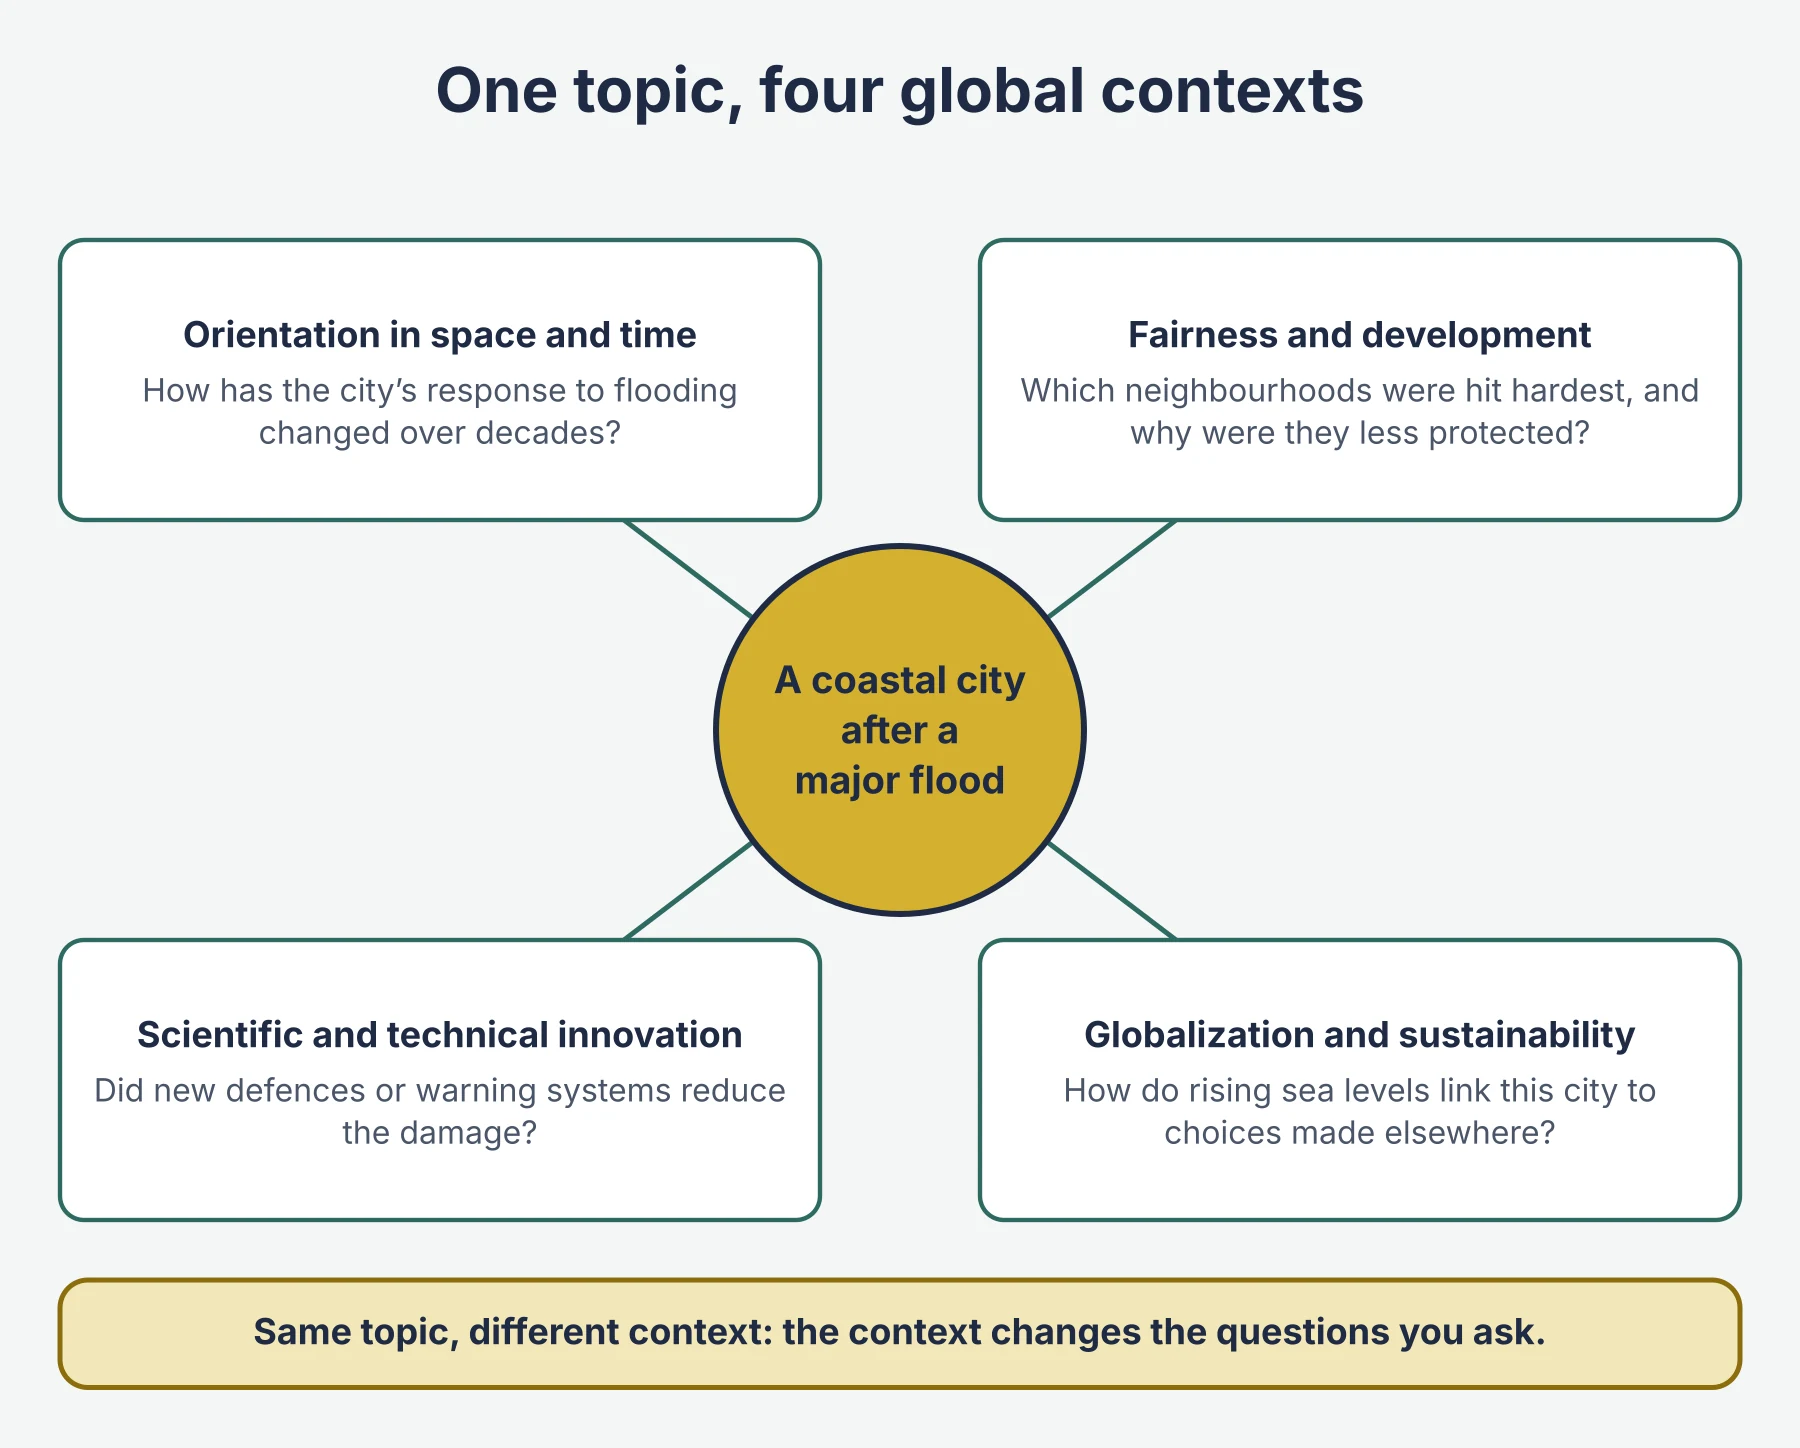 One topic, four global contexts
Orientation in space and time
How has the city’s response to flooding
changed over decades?
Fairness and development
Which neighbourhoods were hit hardest, and
why were they less protected?
A coastal city
after a
major flood
Scientific and technical innovation
Did new defences or warning systems reduce
the damage?
Globalization and sustainability
How do rising sea levels link this city to
choices made elsewhere?
Same topic, different context: the context changes the questions you ask.